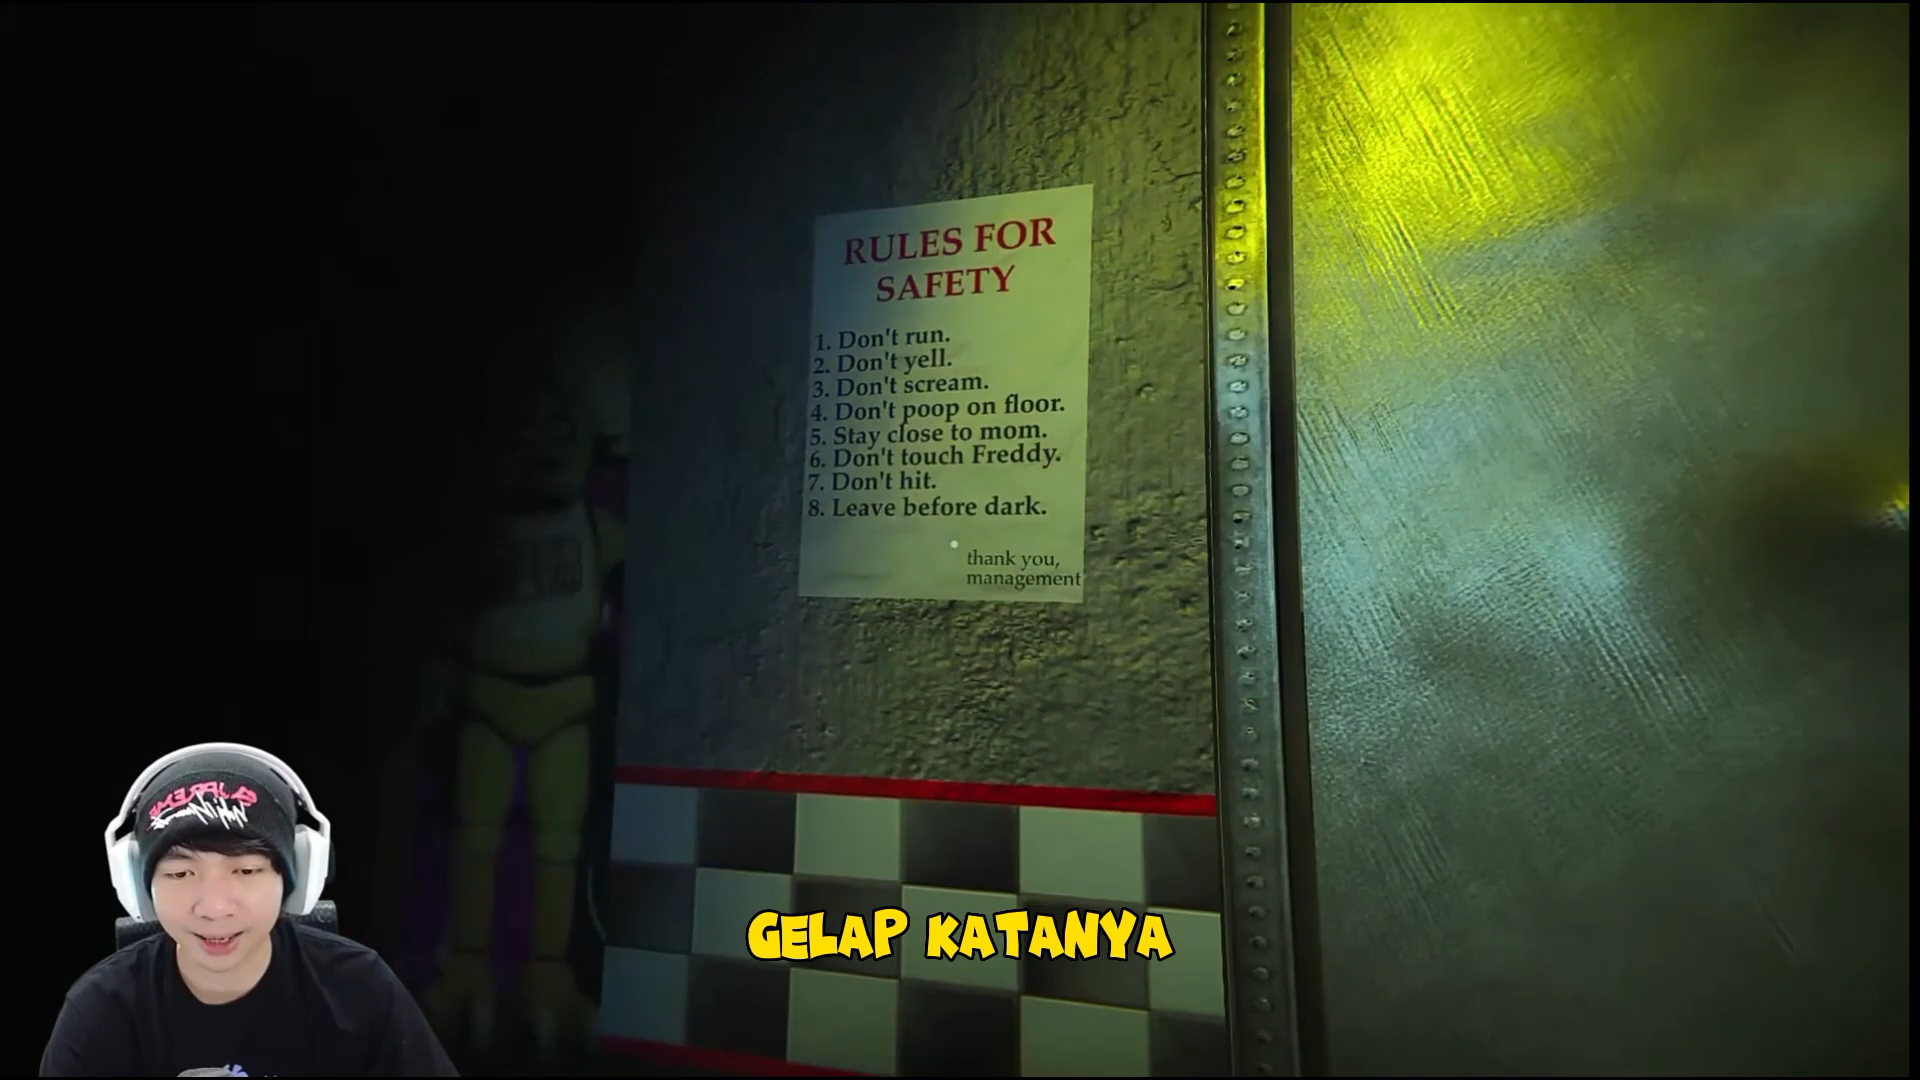 RULES FOR
SAFETY
1. Don't run.
2. Don't yell.
3. Don't scream.
4. Don't poop on floor.
5. Stay close to mom.
6. Don't touch Freddy.
7. Don't hit.
8. Leave before dark.
thank you,
management
GELAP KATANYA